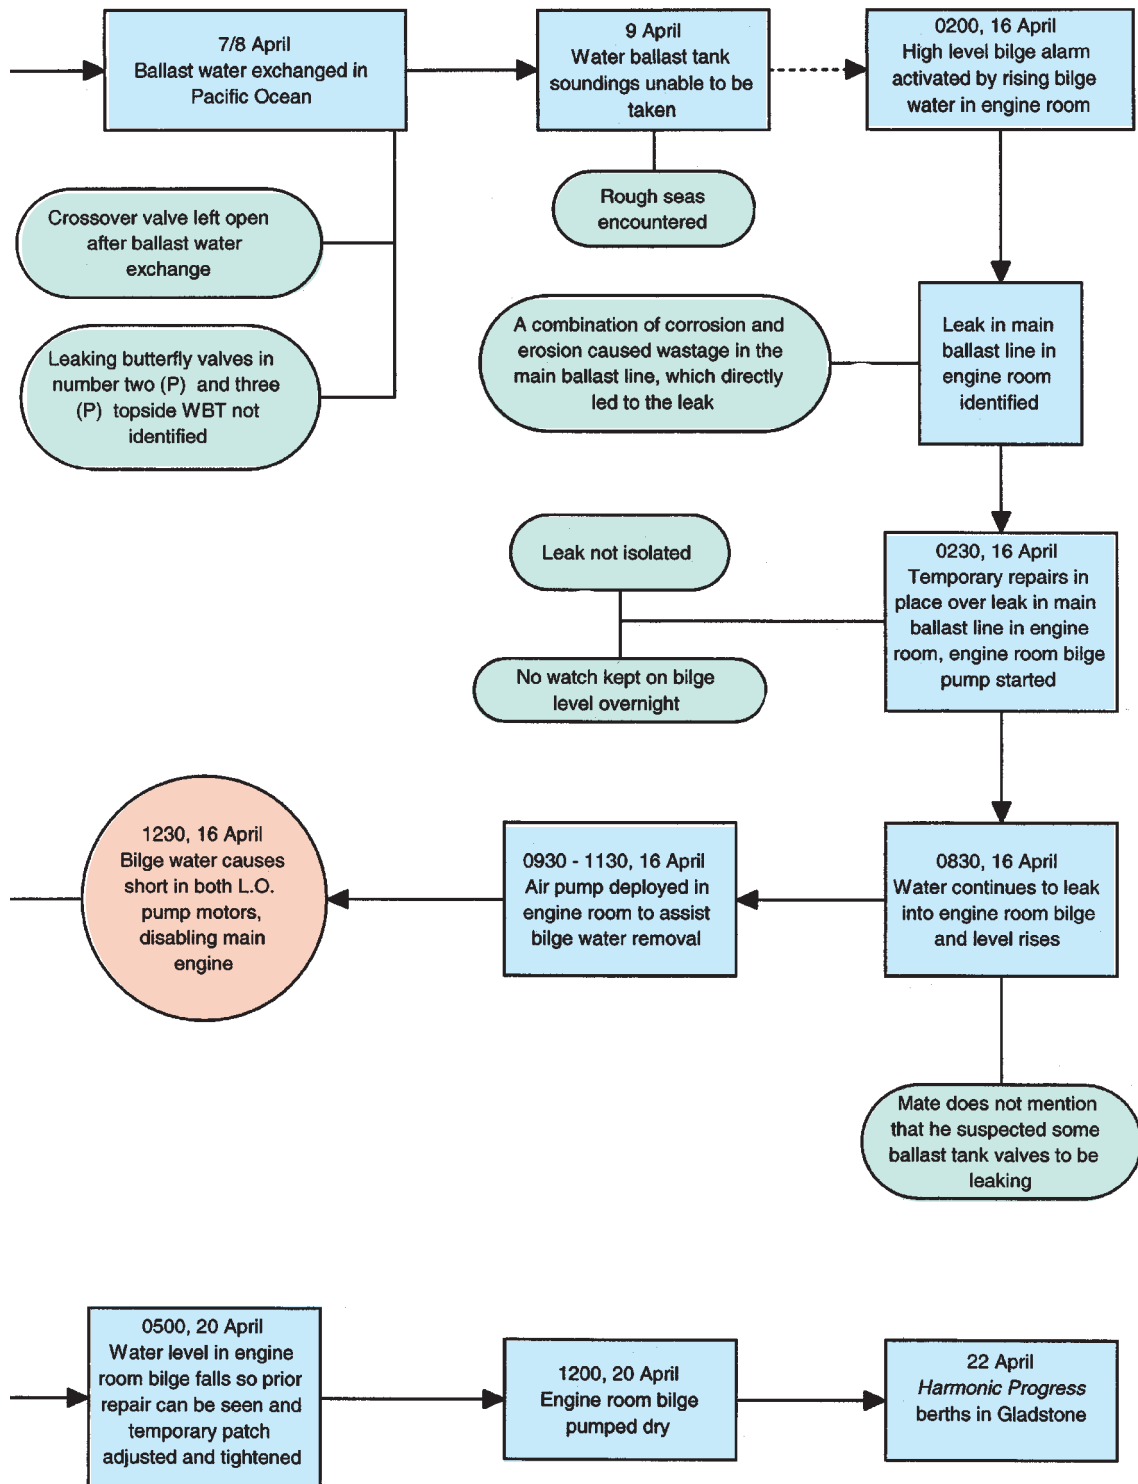 7/8 April
Ballast water exchanged in
Pacific Ocean
9 April
Water ballast tank
soundings unable to be
taken
0200, 16 April
High level bilge alarm
activated by rising bilge
water in engine room
Crossover valve left open
after ballast water
exchange
Rough seas
encountered
Leaking butterfly valves in
number two (P) and three
(P) topside WBT not
identified
A combination of corrosion and
erosion caused wastage in the
main ballast line, which directly
led to the leak
Leak in main
ballast line in
engine room
identified
Leak not isolated
No watch kept on bilge
level overnight
0230, 16 April
Temporary repairs in
place over leak in main
ballast line in engine
room, engine room bilge
pump started
1230, 16 April
Bilge water causes
short in both L.O.
pump motors,
disabling main
engine
0930 - 1130, 16 April
Air pump deployed in
engine room to assist
bilge water removal
0830, 16 April
Water continues to leak
into engine room bilge
and level rises
Mate does not mention
that he suspected some
ballast tank valves to be
leaking
0500, 20 April
Water level in engine
room bilge falls so prior
repair can be seen and
temporary patch
adjusted and tightened
1200, 20 April
Engine room bilge
pumped dry
22 April
Harmonic Progress
berths in Gladstone